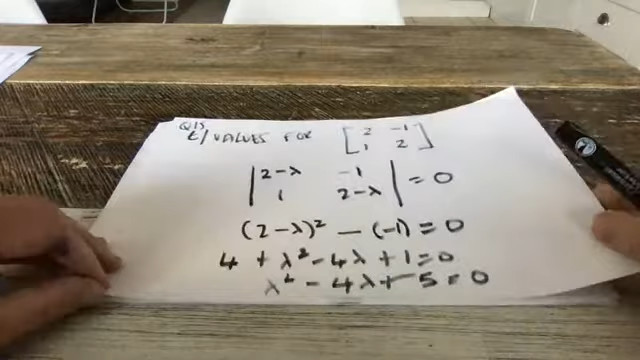 Q15
E/VALUES FOR [2 -1
1 2]
|2-λ -1
1 2-λ| = 0
(2-λ)² - (-1) = 0
4 + λ² - 4λ + 1 = 0
λ² - 4λ + 5 = 0